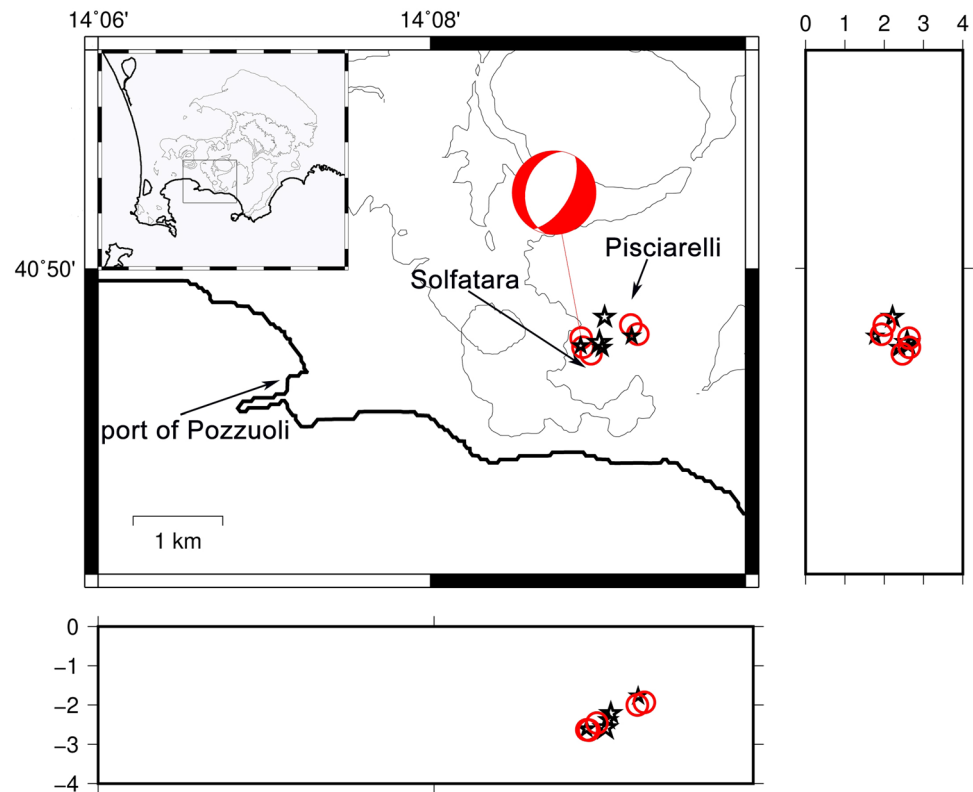 14°06' 14°08' 0 1 2 3 4
Pisciarelli
40°50' Solfatara
port of Pozzuoli
1 km
0
−1
−2
−3
−4